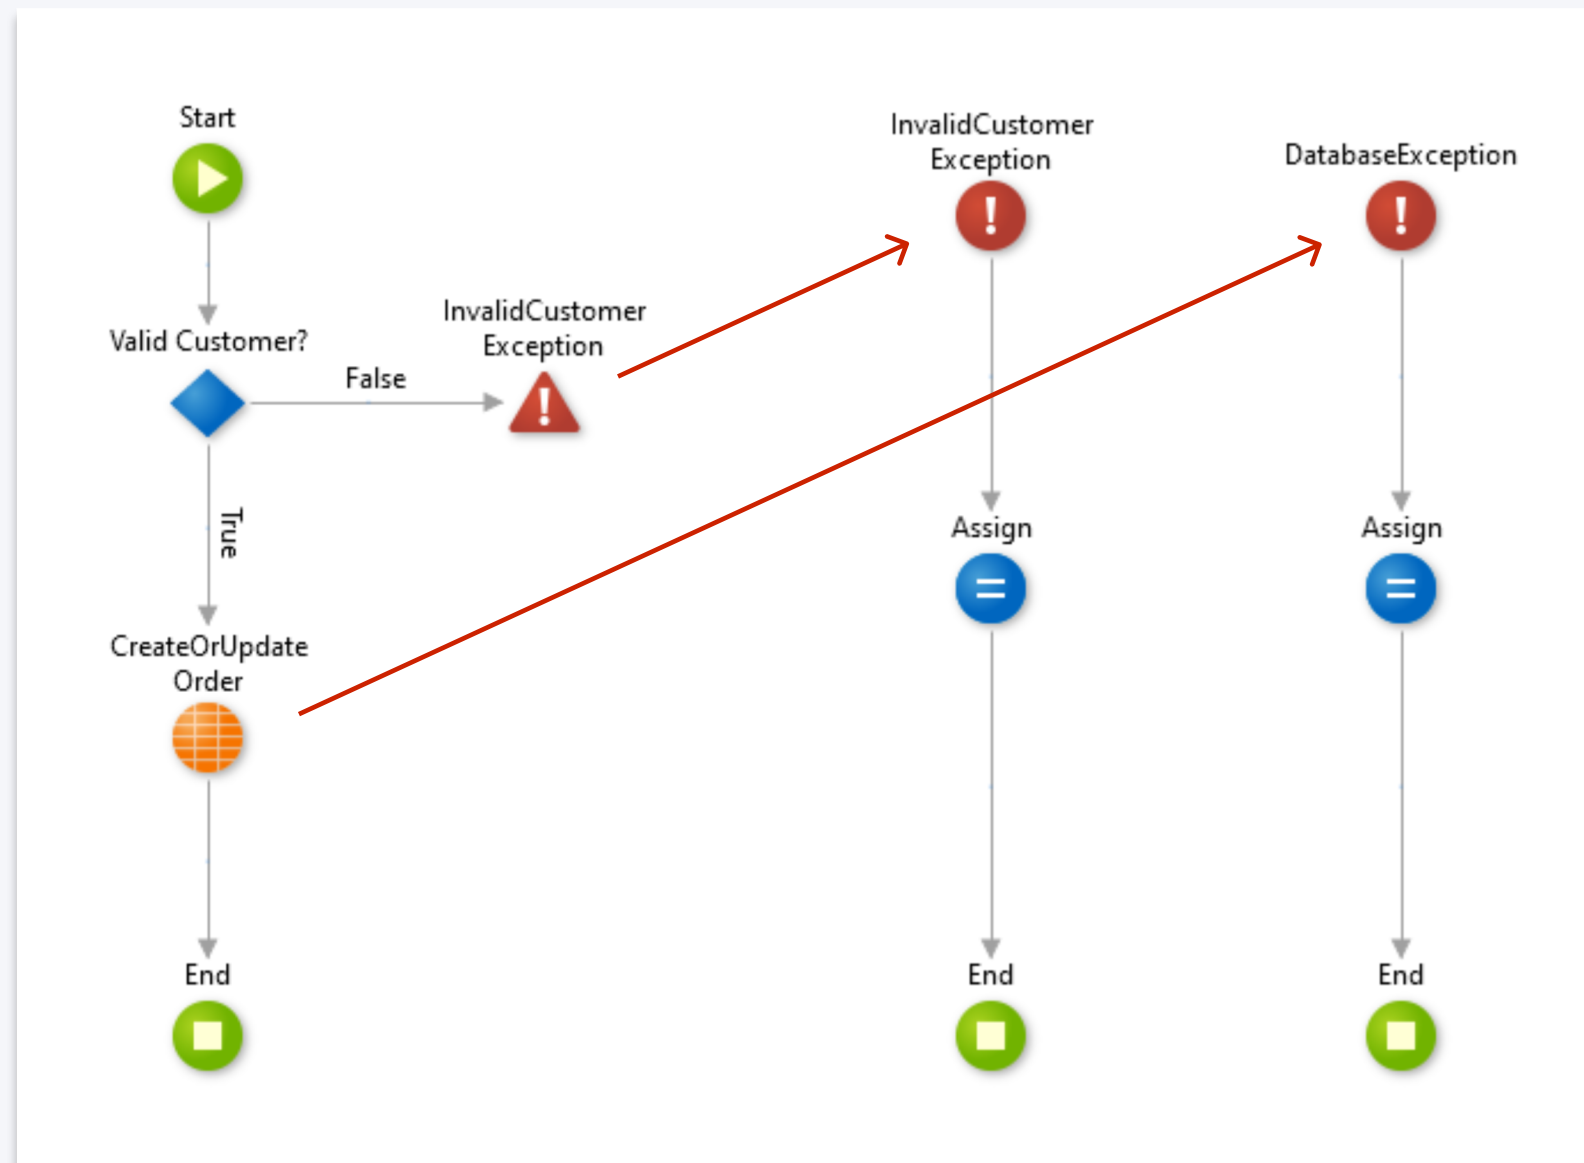 Start
InvalidCustomer
Exception
DatabaseException
InvalidCustomer
Exception
Valid Customer?
False
True
Assign
Assign
CreateOrUpdate
Order
End
End
End